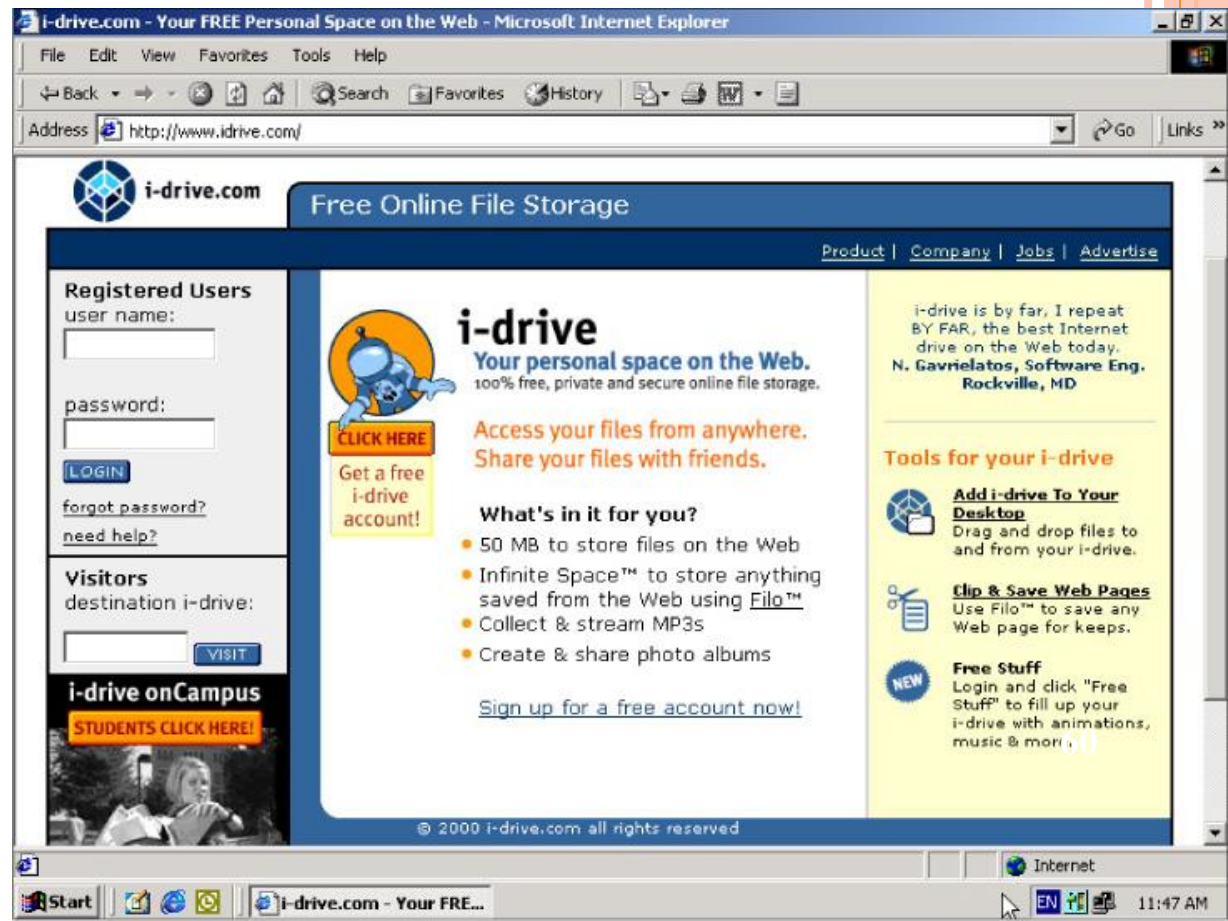 i-drive.com - Your FREE Personal Space on the Web - Microsoft Internet Explorer
File Edit View Favorites Tools Help
Back Search Favorites History
Address http://www.idrive.com/ Go Links »
i-drive.com
Free Online File Storage
Product | Company | Jobs | Advertise
Registered Users
user name:
password:
LOGIN
forgot password?
need help?
Visitors
destination i-drive:
VISIT
i-drive onCampus
STUDENTS CLICK HERE!
CLICK HERE
Get a free
i-drive
account!
i-drive
Your personal space on the Web.
100% free, private and secure online file storage.
Access your files from anywhere.
Share your files with friends.
What's in it for you?
• 50 MB to store files on the Web
• Infinite Space™ to store anything
saved from the Web using Filo™
• Collect & stream MP3s
• Create & share photo albums
Sign up for a free account now!
i-drive is by far, I repeat
BY FAR, the best Internet
drive on the Web today.
N. Gavrielatos, Software Eng.
Rockville, MD
Tools for your i-drive
Add i-drive To Your
Desktop
Drag and drop files to
and from your i-drive.
Clip & Save Web Pages
Use Filo™ to save any
Web page for keeps.
NEW
Free Stuff
Login and click "Free
Stuff" to fill up your
i-drive with animations,
music & more.
60
© 2000 i-drive.com all rights reserved
Internet
Start i-drive.com - Your FRE... EN 11:47 AM